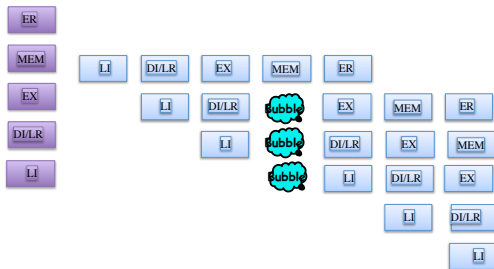 ER
MEM
LI DI/LR EX MEM ER
EX
LI DI/LR Bubble EX MEM ER
DI/LR
LI Bubble DI/LR EX MEM
LI
Bubble LI DI/LR EX
LI DI/LR
LI